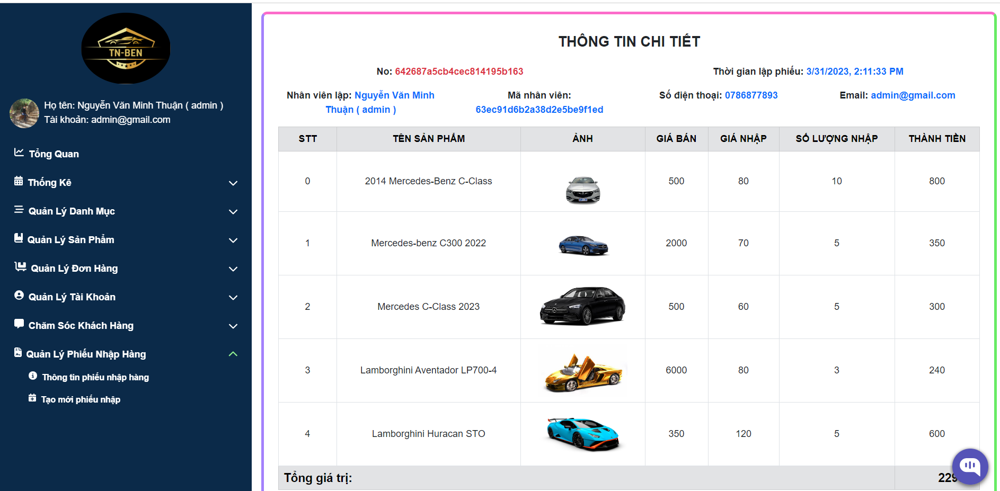 TN-BEN
Họ tên: Nguyễn Văn Minh Thuận ( admin )
Tài khoản: admin@gmail.com
Tổng Quan
Thống Kê
Quản Lý Danh Mục
Quản Lý Sản Phẩm
Quản Lý Đơn Hàng
Quản Lý Tài Khoản
Chăm Sóc Khách Hàng
Quản Lý Phiếu Nhập Hàng
Thông tin phiếu nhập hàng
Tạo mới phiếu nhập
THÔNG TIN CHI TIẾT
No: 642687a5cb4cec814195b163 Thời gian lập phiếu: 3/31/2023, 2:11:33 PM
Nhân viên lập: Nguyễn Văn Minh Mã nhân viên: Số điện thoại: 0786877893 Email: admin@gmail.com
Thuận ( admin ) 63ec91d6b2a38d2e5be9f1ed
STT TÊN SẢN PHẨM ẢNH GIÁ BÁN GIÁ NHẬP SỐ LƯỢNG NHẬP THÀNH TIỀN
0 2014 Mercedes-Benz C-Class 500 80 10 800
1 Mercedes-benz C300 2022 2000 70 5 350
2 Mercedes C-Class 2023 500 60 5 300
3 Lamborghini Aventador LP700-4 6000 80 3 240
4 Lamborghini Huracan STO 350 120 5 600
Tổng giá trị: